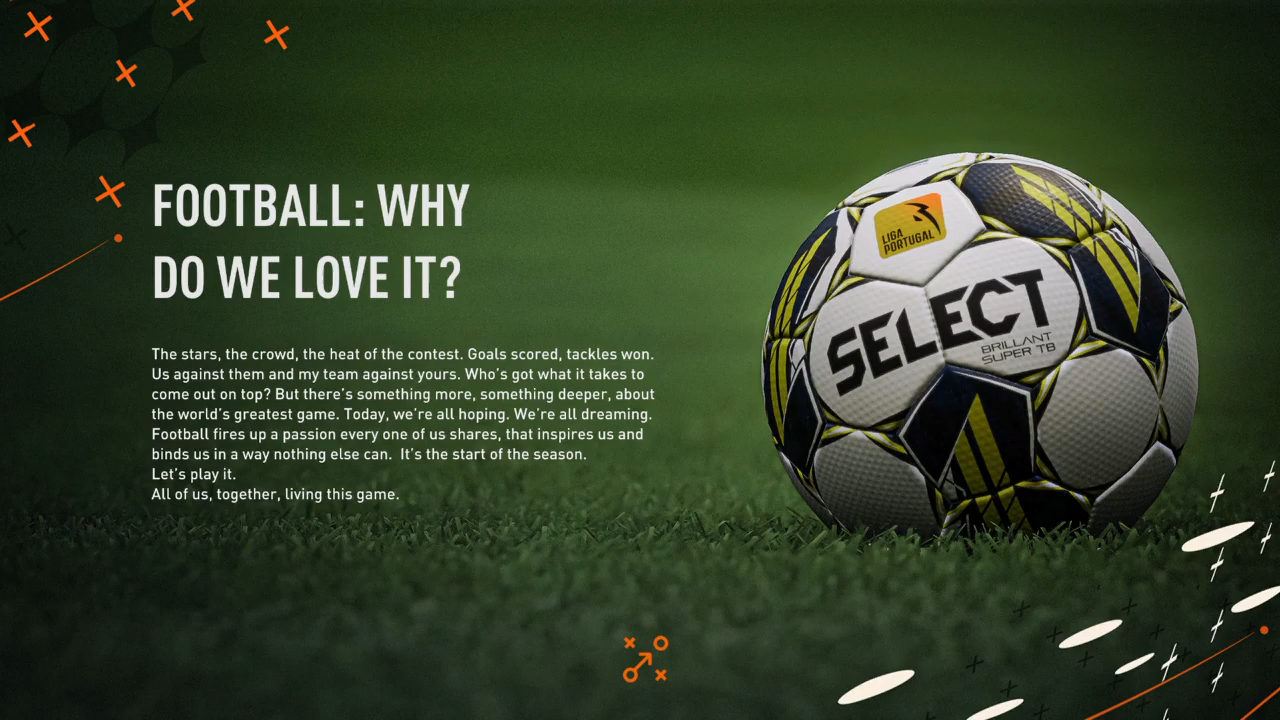 FOOTBALL: WHY
DO WE LOVE IT?
The stars, the crowd, the heat of the contest. Goals scored, tackles won.
Us against them and my team against yours. Who's got what it takes to
come out on top? But there's something more, something deeper, about
the world's greatest game. Today, we're all hoping. We're all dreaming.
Football fires up a passion every one of us shares, that inspires us and
binds us in a way nothing else can.  It's the start of the season.
Let's play it.
All of us, together, living this game.
LIGA
PORTUGAL
SELECT
BRILLANT
SUPER TB